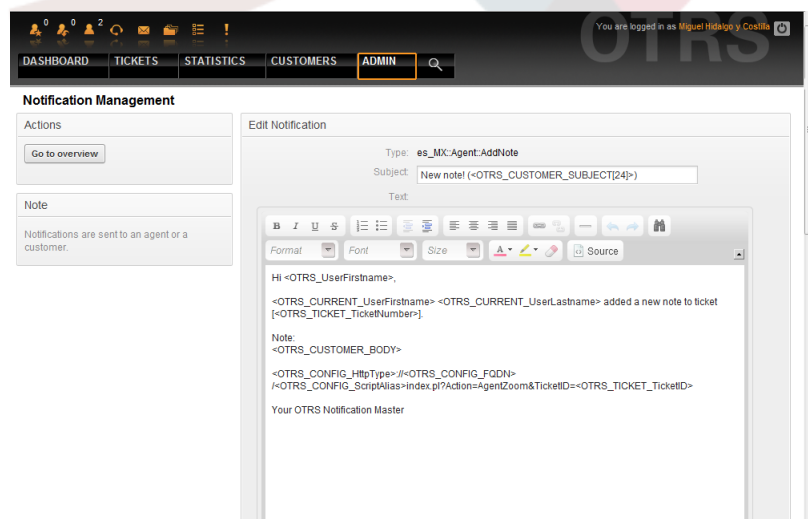 OTRS
0 0 2
You are logged in as Miguel Hidalgo y Costilla
DASHBOARD TICKETS STATISTICS CUSTOMERS ADMIN
Notification Management
Actions
Go to overview
Note
Notifications are sent to an agent or a
customer.
Edit Notification
Type: es_MX::Agent::AddNote
Subject: New note! (<OTRS_CUSTOMER_SUBJECT[24]>)
Text:
B I U S
Format Font Size A Source
Hi <OTRS_UserFirstname>,
<OTRS_CURRENT_UserFirstname> <OTRS_CURRENT_UserLastname> added a new note to ticket
[<OTRS_TICKET_TicketNumber>].
Note:
<OTRS_CUSTOMER_BODY>
<OTRS_CONFIG_HttpType>://<OTRS_CONFIG_FQDN>
/<OTRS_CONFIG_ScriptAlias>index.pl?Action=AgentZoom&TicketID=<OTRS_TICKET_TicketID>
Your OTRS Notification Master